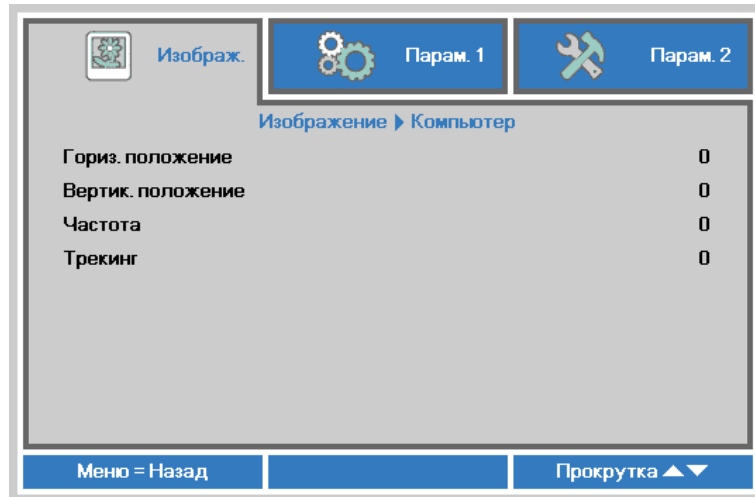 Изображ.
Парам. 1
Парам. 2
Изображение Компьютер
Гориз. положение 0
Вертик. положение 0
Частота 0
Трекинг 0
Меню = Назад
Прокрутка